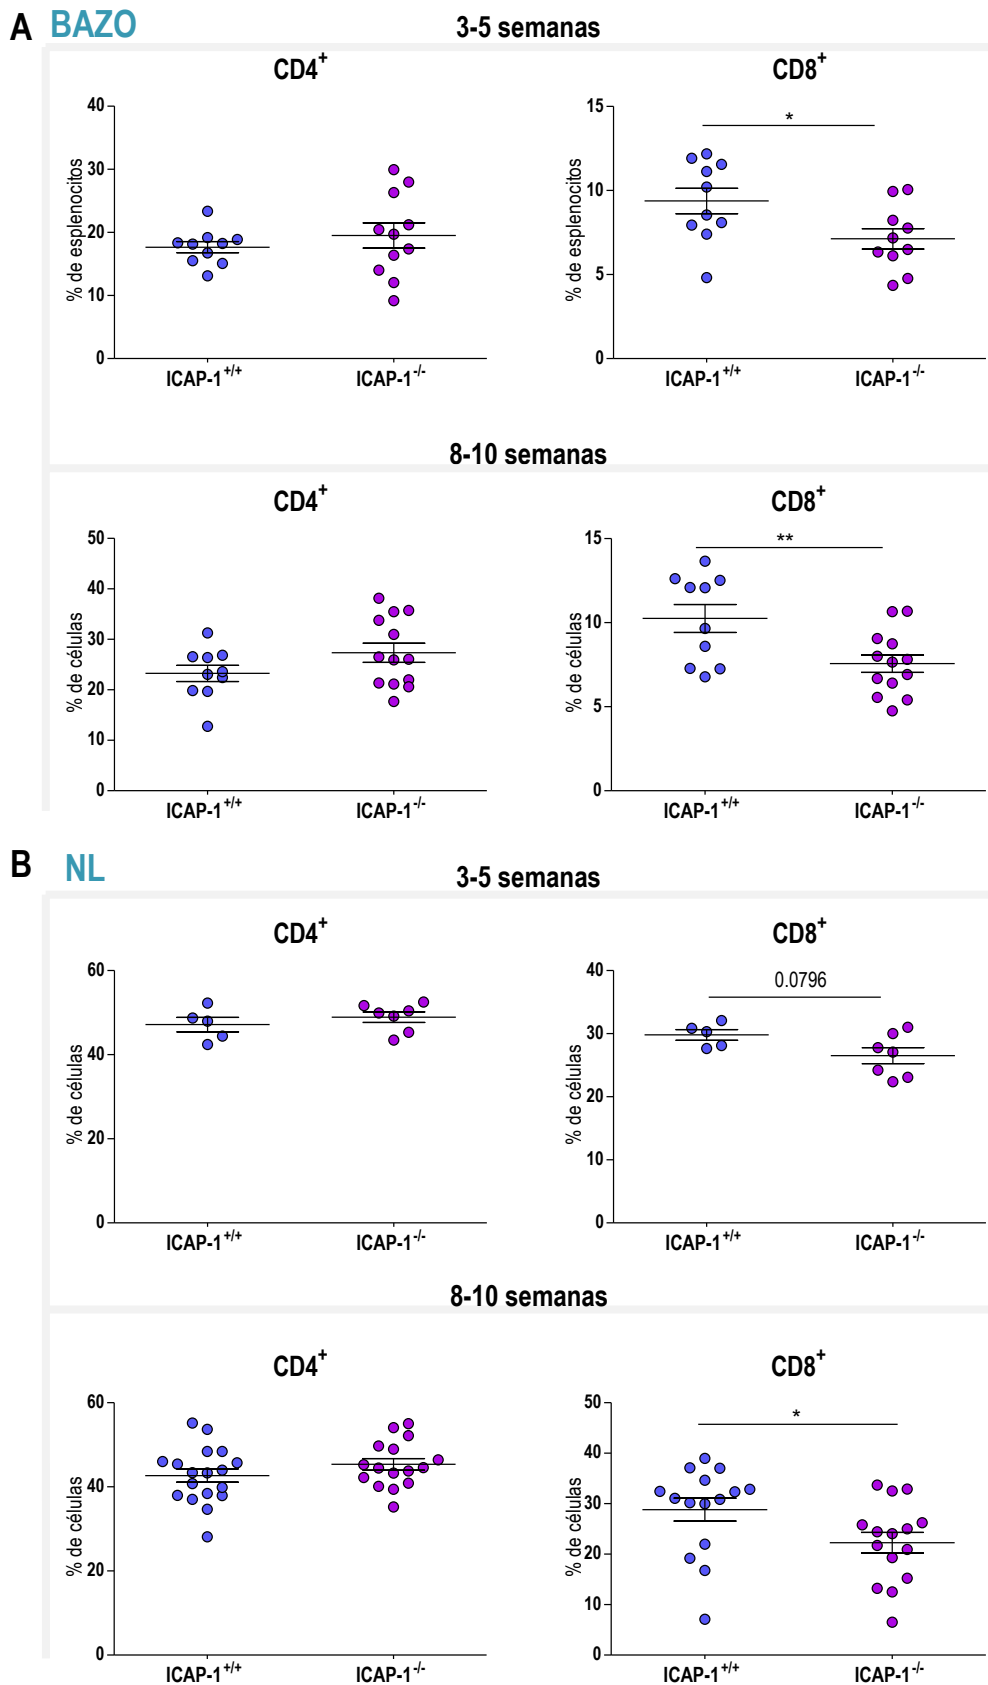 A BAZO
3-5 semanas
CD4+ CD8+
% de esplenocitos
40
30
20
10
0
ICAP-1+/+ ICAP-1-/-
% de esplenocitos
15
10
5
0
*
ICAP-1+/+ ICAP-1-/-
8-10 semanas
CD4+ CD8+
% de células
50
40
30
20
10
0
ICAP-1+/+ ICAP-1-/-
% de células
15
10
5
0
**
ICAP-1+/+ ICAP-1-/-
B NL
3-5 semanas
CD4+ CD8+
% de células
60
40
20
0
ICAP-1+/+ ICAP-1-/-
% de células
40
30
20
10
0
0.0796
ICAP-1+/+ ICAP-1-/-
8-10 semanas
CD4+ CD8+
% de células
60
40
20
0
ICAP-1+/+ ICAP-1-/-
% de células
50
40
30
20
10
0
*
ICAP-1+/+ ICAP-1-/-